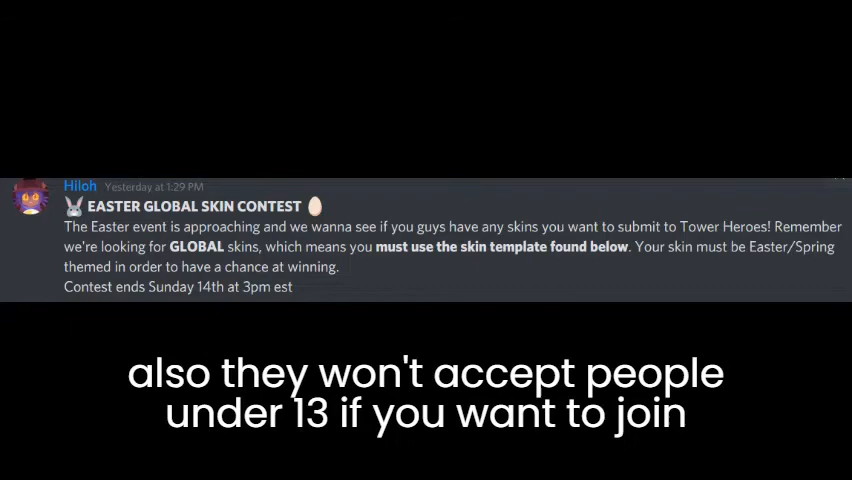 Hiloh Yesterday at 1:29 PM
🐰 EASTER GLOBAL SKIN CONTEST 🥚
The Easter event is approaching and we wanna see if you guys have any skins you want to submit to Tower Heroes! Remember
we're looking for GLOBAL skins, which means you must use the skin template found below. Your skin must be Easter/Spring
themed in order to have a chance at winning.
Contest ends Sunday 14th at 3pm est
also they won't accept people
under 13 if you want to join